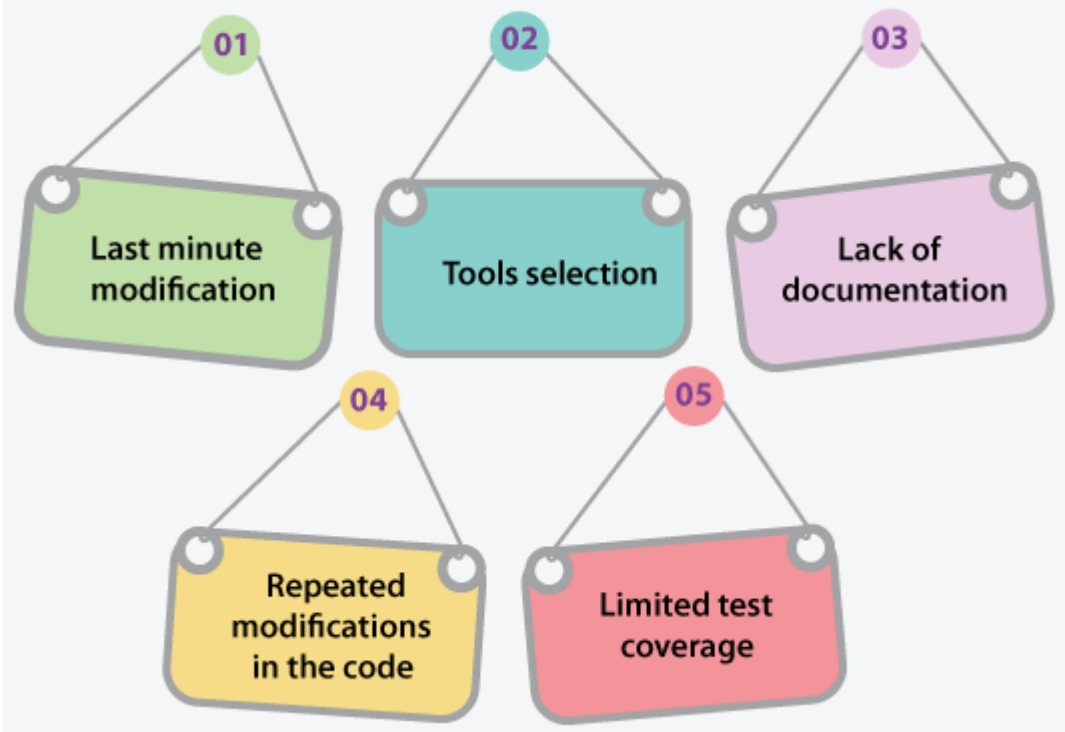 01
Last minute
modification
02
Tools selection
03
Lack of
documentation
04
Repeated
modifications
in the code
05
Limited test
coverage